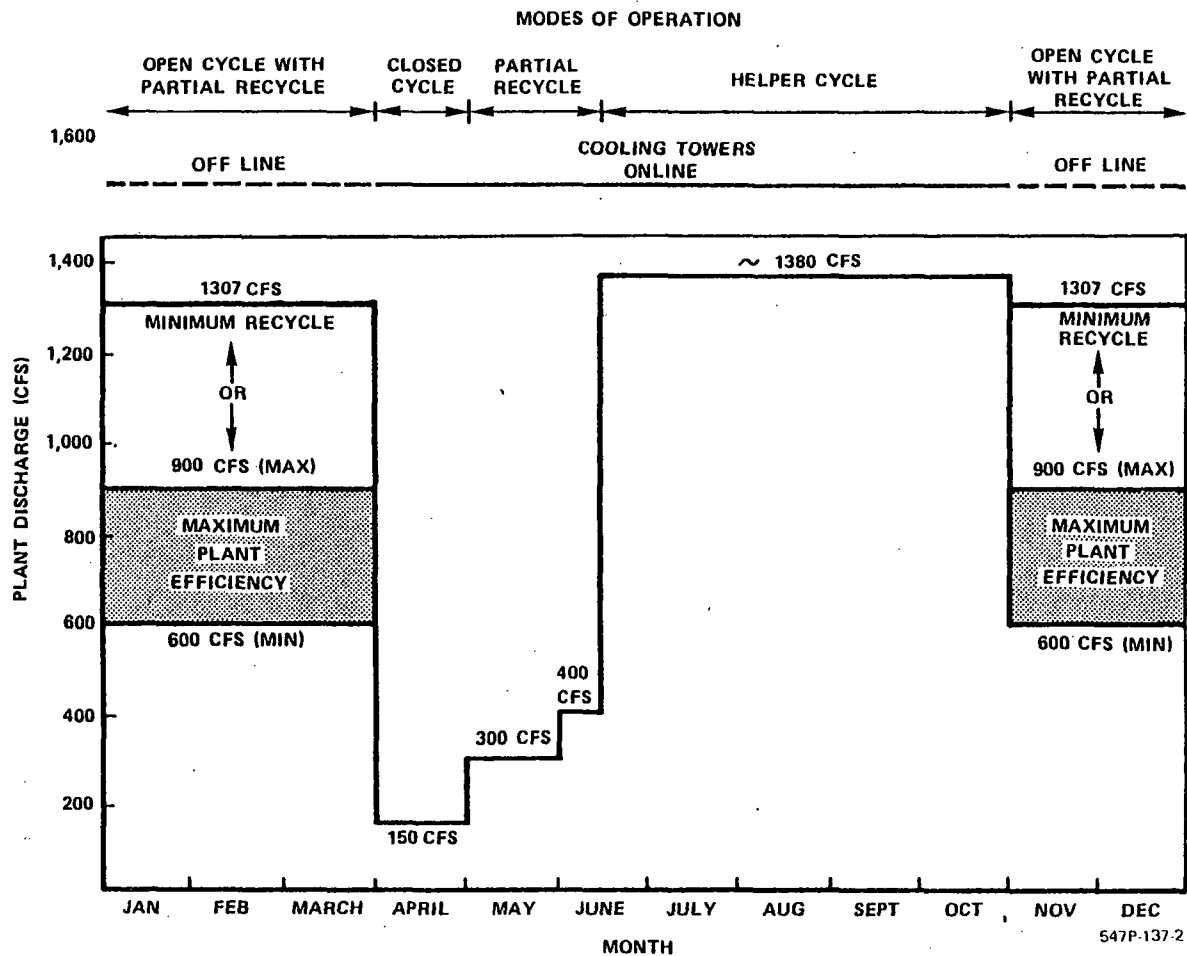 MODES OF OPERATION
OPEN CYCLE WITH
PARTIAL RECYCLE
CLOSED
CYCLE
PARTIAL
RECYCLE
HELPER CYCLE
OPEN CYCLE
WITH PARTIAL
RECYCLE
1,600
OFF LINE
COOLING TOWERS
ONLINE
OFF LINE
1,400
1,200
1,000
800
600
400
200
PLANT DISCHARGE (CFS)
1307 CFS
MINIMUM RECYCLE
OR
900 CFS (MAX)
MAXIMUM
PLANT
EFFICIENCY
600 CFS (MIN)
150 CFS
300 CFS
400
CFS
~ 1380 CFS
1307 CFS
MINIMUM
RECYCLE
OR
900 CFS (MAX)
MAXIMUM
PLANT
EFFICIENCY
600 CFS (MIN)
JAN FEB MARCH APRIL MAY JUNE JULY AUG SEPT OCT NOV DEC
MONTH
547P-137-2